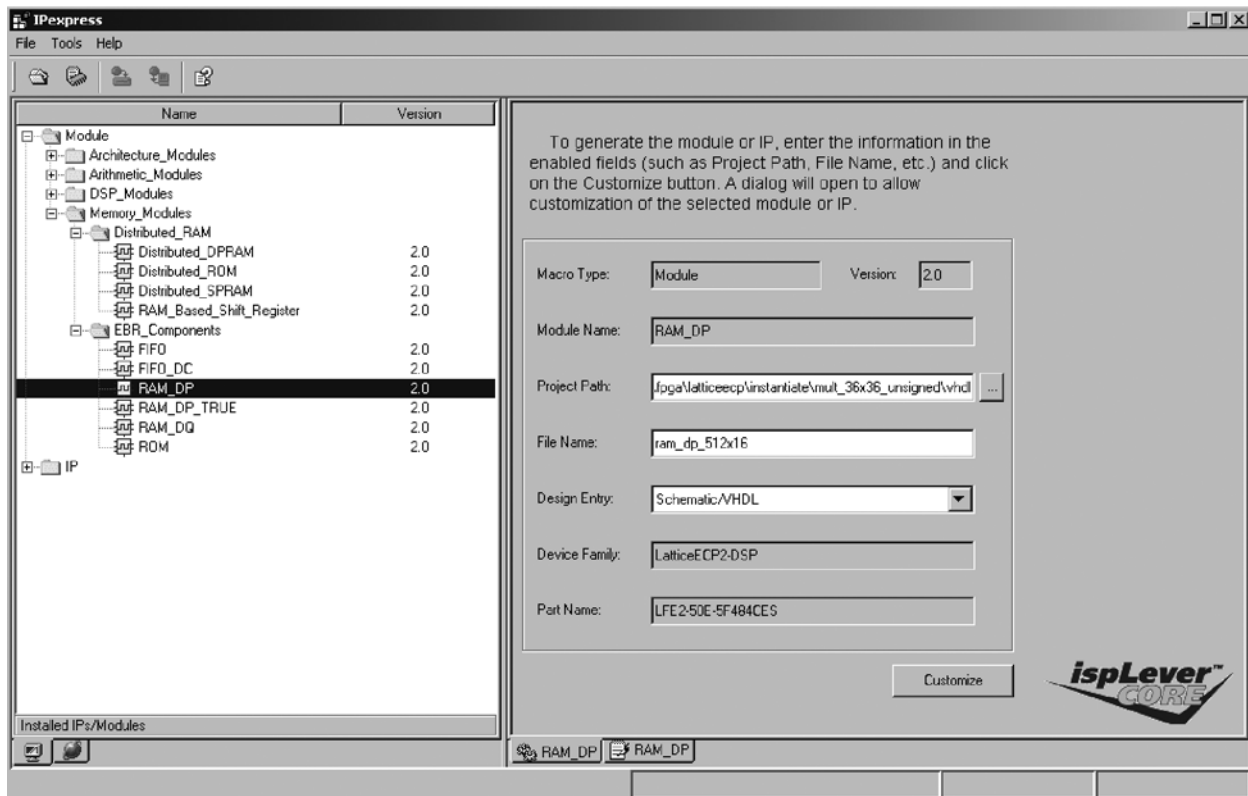 IPexpress
File Tools Help
Name Version
Module
Architecture_Modules
Arithmetic_Modules
DSP_Modules
Memory_Modules
Distributed_RAM
Distributed_DPRAM 2.0
Distributed_ROM 2.0
Distributed_SPRAM 2.0
RAM_Based_Shift_Register 2.0
EBR_Components
FIFO 2.0
FIFO_DC 2.0
RAM_DP 2.0
RAM_DP_TRUE 2.0
RAM_DQ 2.0
ROM 2.0
IP
Installed IPs/Modules
To generate the module or IP, enter the information in the
enabled fields (such as Project Path, File Name, etc.) and click
on the Customize button. A dialog will open to allow
customization of the selected module or IP.
Macro Type: Module Version: 2.0
Module Name: RAM_DP
Project Path: .fpga\latticeecp\instantiate\mult_36x36_unsigned\vhdl ...
File Name: ram_dp_512x16
Design Entry: Schematic/VHDL
Device Family: LatticeECP2-DSP
Part Name: LFE2-50E-5F484CES
Customize
ispLever™
CORE
RAM_DP RAM_DP